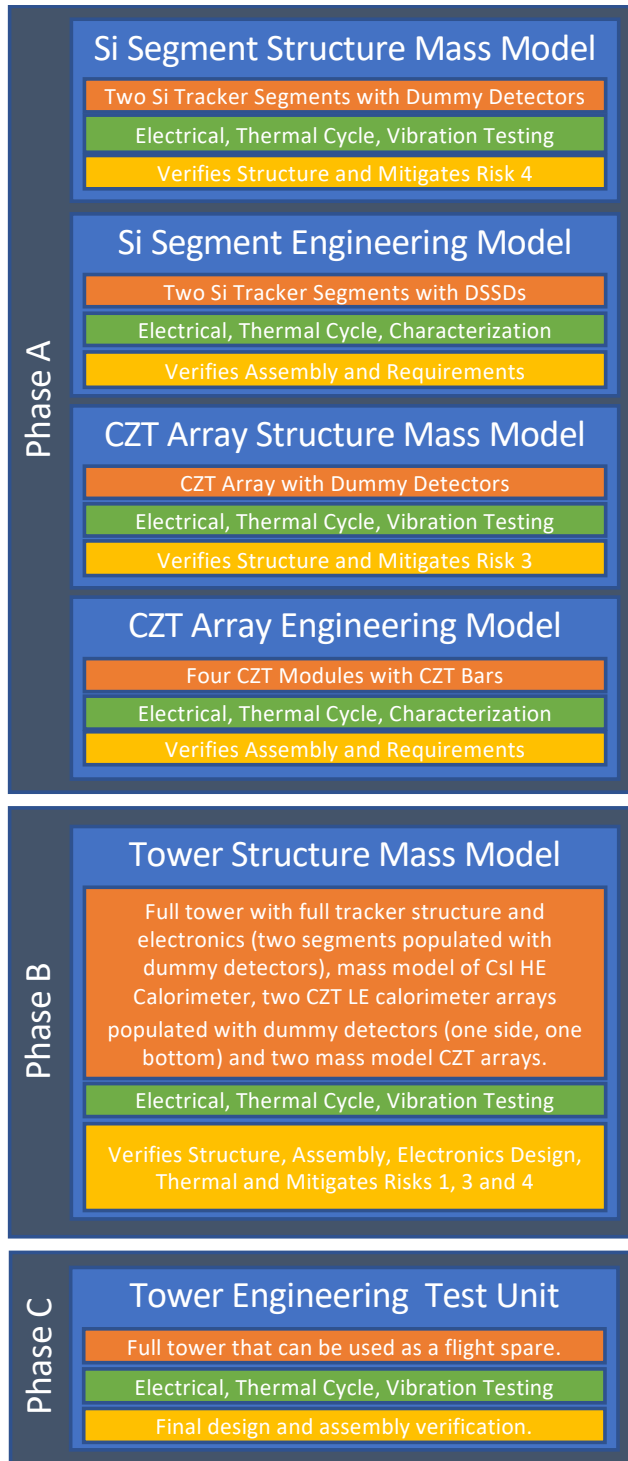 Phase A
Si Segment Structure Mass Model
Two Si Tracker Segments with Dummy Detectors
Electrical, Thermal Cycle, Vibration Testing
Verifies Structure and Mitigates Risk 4
Si Segment Engineering Model
Two Si Tracker Segments with DSSDs
Electrical, Thermal Cycle, Characterization
Verifies Assembly and Requirements
CZT Array Structure Mass Model
CZT Array with Dummy Detectors
Electrical, Thermal Cycle, Vibration Testing
Verifies Structure and Mitigates Risk 3
CZT Array Engineering Model
Four CZT Modules with CZT Bars
Electrical, Thermal Cycle, Characterization
Verifies Assembly and Requirements
Phase B
Tower Structure Mass Model
Full tower with full tracker structure and
electronics (two segments populated with
dummy detectors), mass model of CsI HE
Calorimeter, two CZT LE calorimeter arrays
populated with dummy detectors (one side, one
bottom) and two mass model CZT arrays.
Electrical, Thermal Cycle, Vibration Testing
Verifies Structure, Assembly, Electronics Design,
Thermal and Mitigates Risks 1, 3 and 4
Phase C
Tower Engineering Test Unit
Full tower that can be used as a flight spare.
Electrical, Thermal Cycle, Vibration Testing
Final design and assembly verification.